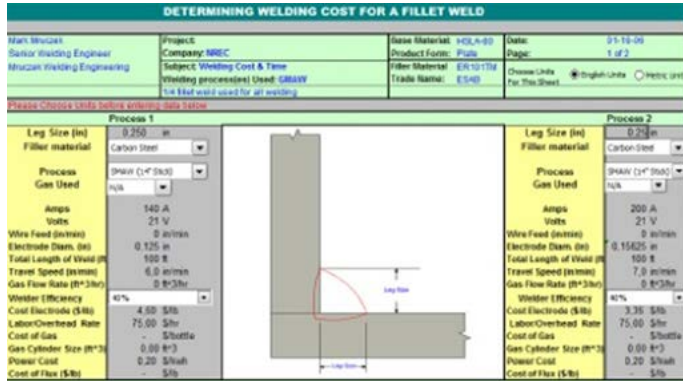 DETERMINING WELDING COST FOR A FILLET WELD
Mark Mruczek Project: Base Material: HSLA-80 Date: 01-16-06
Senior Welding Engineer Company: NREC Product Form: Plate Page: 1 of 2
Mruczek Welding Engineering Subject: Welding Cost & Time Filler Material ER101TM Choose Units For This Sheet English Units Metric Unit
Welding process(es) Used: GMAW Trade Name: ESAB
1/4 fillet weld used for all welding
Please Choose Units before entering data below
Process 1 Process 2
Leg Size (in) 0.250 in Leg Size (in) 0.25 in
Filler material Carbon Steel Filler material Carbon Steel
Process SMAW (14" Stick) Process SMAW (14" Stick)
Gas Used N/A Gas Used N/A
Amps 140 A Amps 200 A
Volts 21 V Volts 21 V
Wire Feed (in/min) 0 in/min Wire Feed (in/min) 0 in/min
Electrode Diam. (in) 0.125 in Electrode Diam. (in) 0.15625 in
Total Length of Weld (ft 100 ft Total Length of Weld (ft 100 ft
Travel Speed (in/min) 6.0 in/min Travel Speed (in/min) 7.0 in/min
Gas Flow Rate (ft^3/hr) 0 ft^3/hr Gas Flow Rate (ft^3/hr) 0 ft^3/hr
Welder Efficiency 40% Welder Efficiency 40%
Cost Electrode ($/lb) 4.60 $/lb Cost Electrode ($/lb) 3.35 $/lb
Labor/Overhead Rate 75.00 $/hr Labor/Overhead Rate 75.00 $/hr
Cost of Gas - $/bottle Cost of Gas - $/bottle
Gas Cylinder Size (ft^3) 0.00 ft^3 Gas Cylinder Size (ft^3) 0.00 ft^3
Power Cost 0.20 $/kwh Power Cost 0.20 $/kwh
Cost of Flux ($/lb) - $/lb Cost of Flux ($/lb) - $/lb
Leg Size
Leg Size